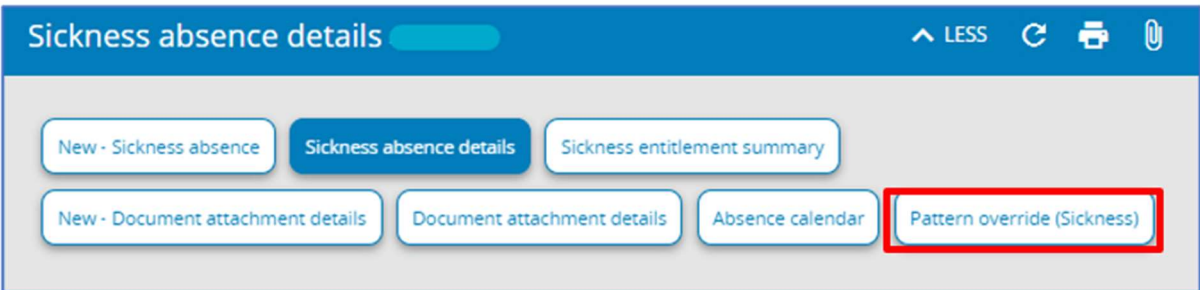 Sickness absence details LESS
New - Sickness absence Sickness absence details Sickness entitlement summary
New - Document attachment details Document attachment details Absence calendar Pattern override (Sickness)